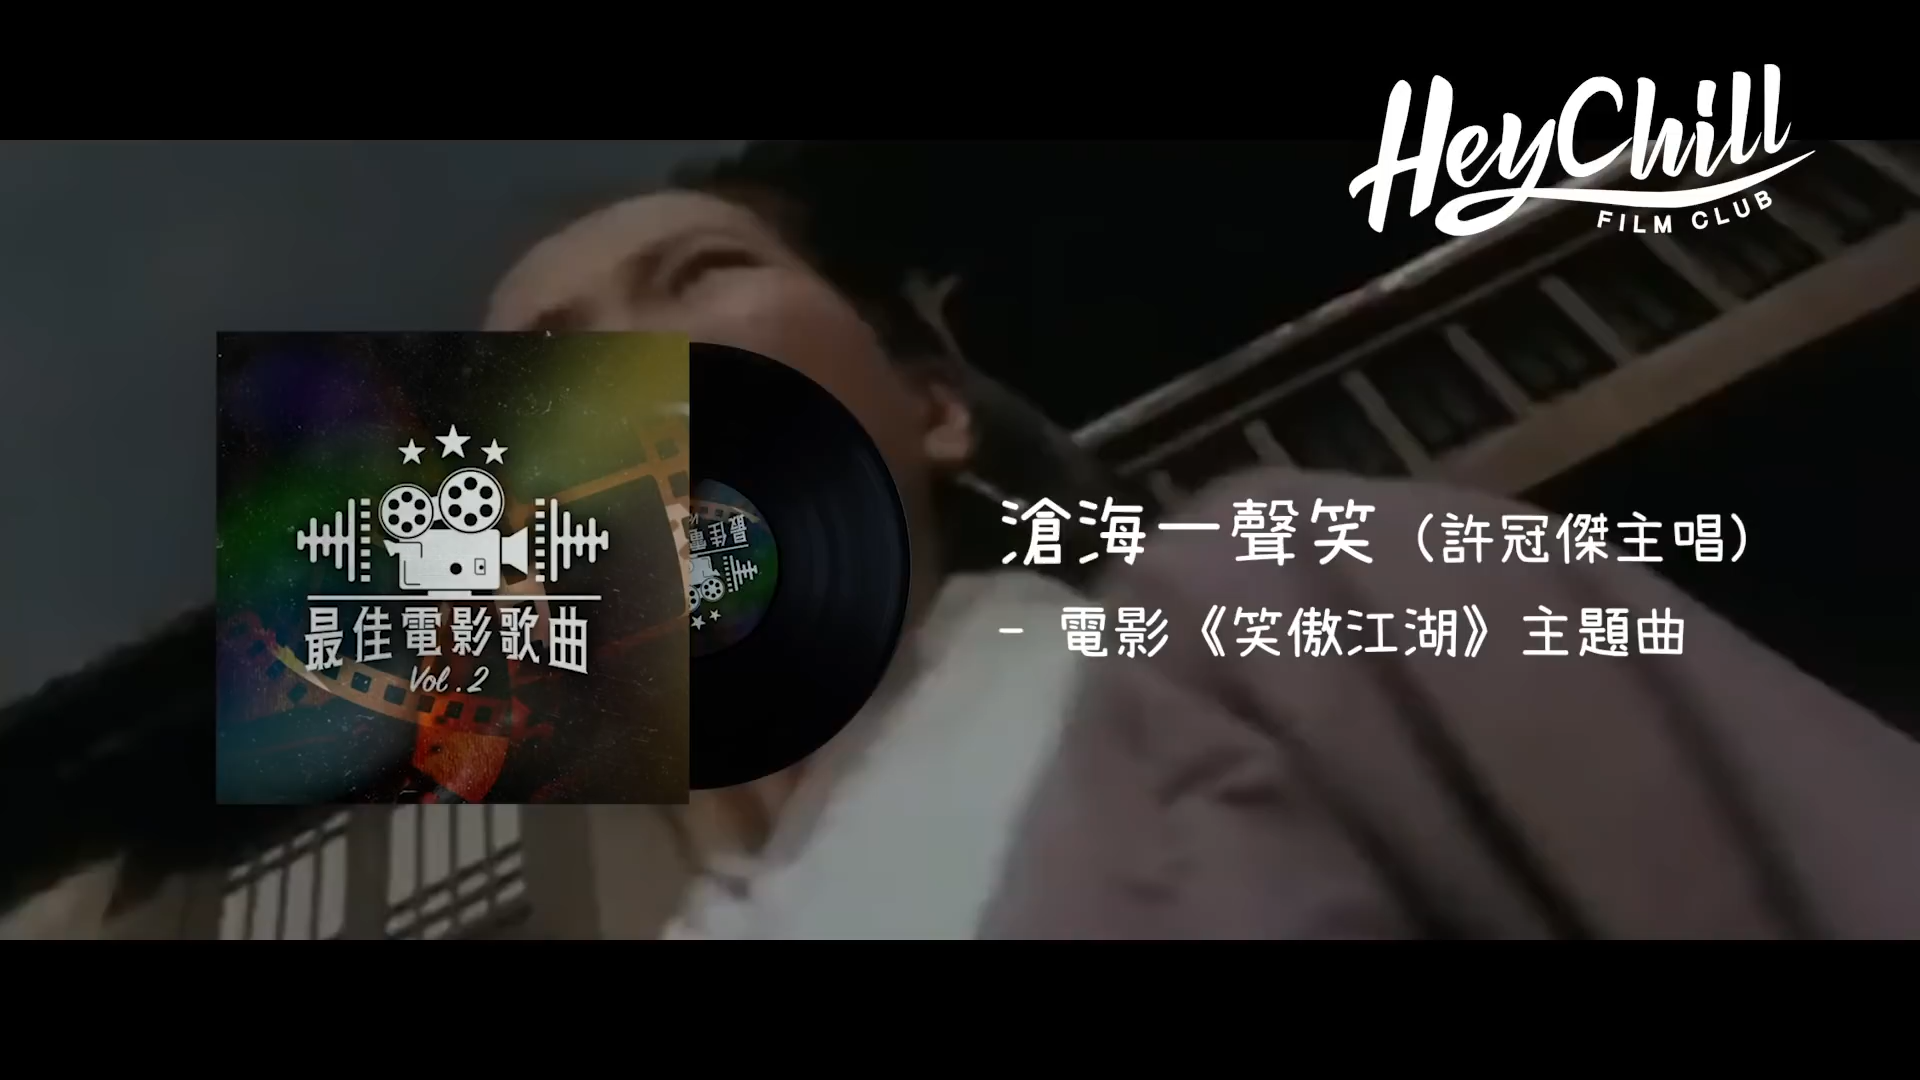 HeyChill
FILM CLUB
最佳電影歌曲
Vol.2
滄海一聲笑（許冠傑主唱）
- 電影《笑傲江湖》主題曲